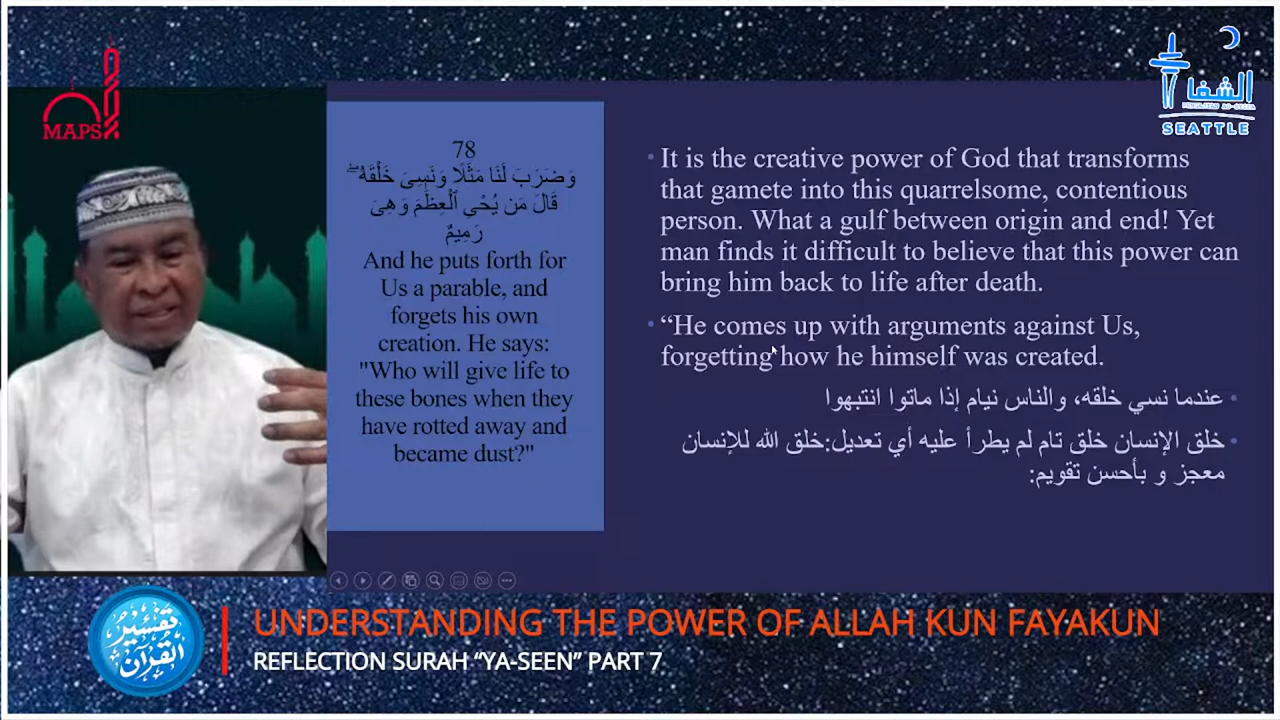 MAPS
الشفا
SEATTLE
78
وَضَرَبَ لَنَا مَثَلًا وَنَسِىَ خَلْقَهُۥ ۖ
قَالَ مَن يُحْىِ ٱلْعِظَٰمَ وَهِىَ
رَمِيمٌ
And he puts forth for
Us a parable, and
forgets his own
creation. He says:
"Who will give life to
these bones when they
have rotted away and
became dust?"
• It is the creative power of God that transforms
that gamete into this quarrelsome, contentious
person. What a gulf between origin and end! Yet
man finds it difficult to believe that this power can
bring him back to life after death.
• “He comes up with arguments against Us,
forgetting how he himself was created.
• عندما نسي خلقه، والناس نيام إذا ماتوا انتبهوا
• خلق الإنسان خلق تام لم يطرأ عليه أي تعديل:خلق الله للإنسان
معجز و بأحسن تقويم:
تفسير
القرآن
UNDERSTANDING THE POWER OF ALLAH KUN FAYAKUN
REFLECTION SURAH “YA-SEEN” PART 7